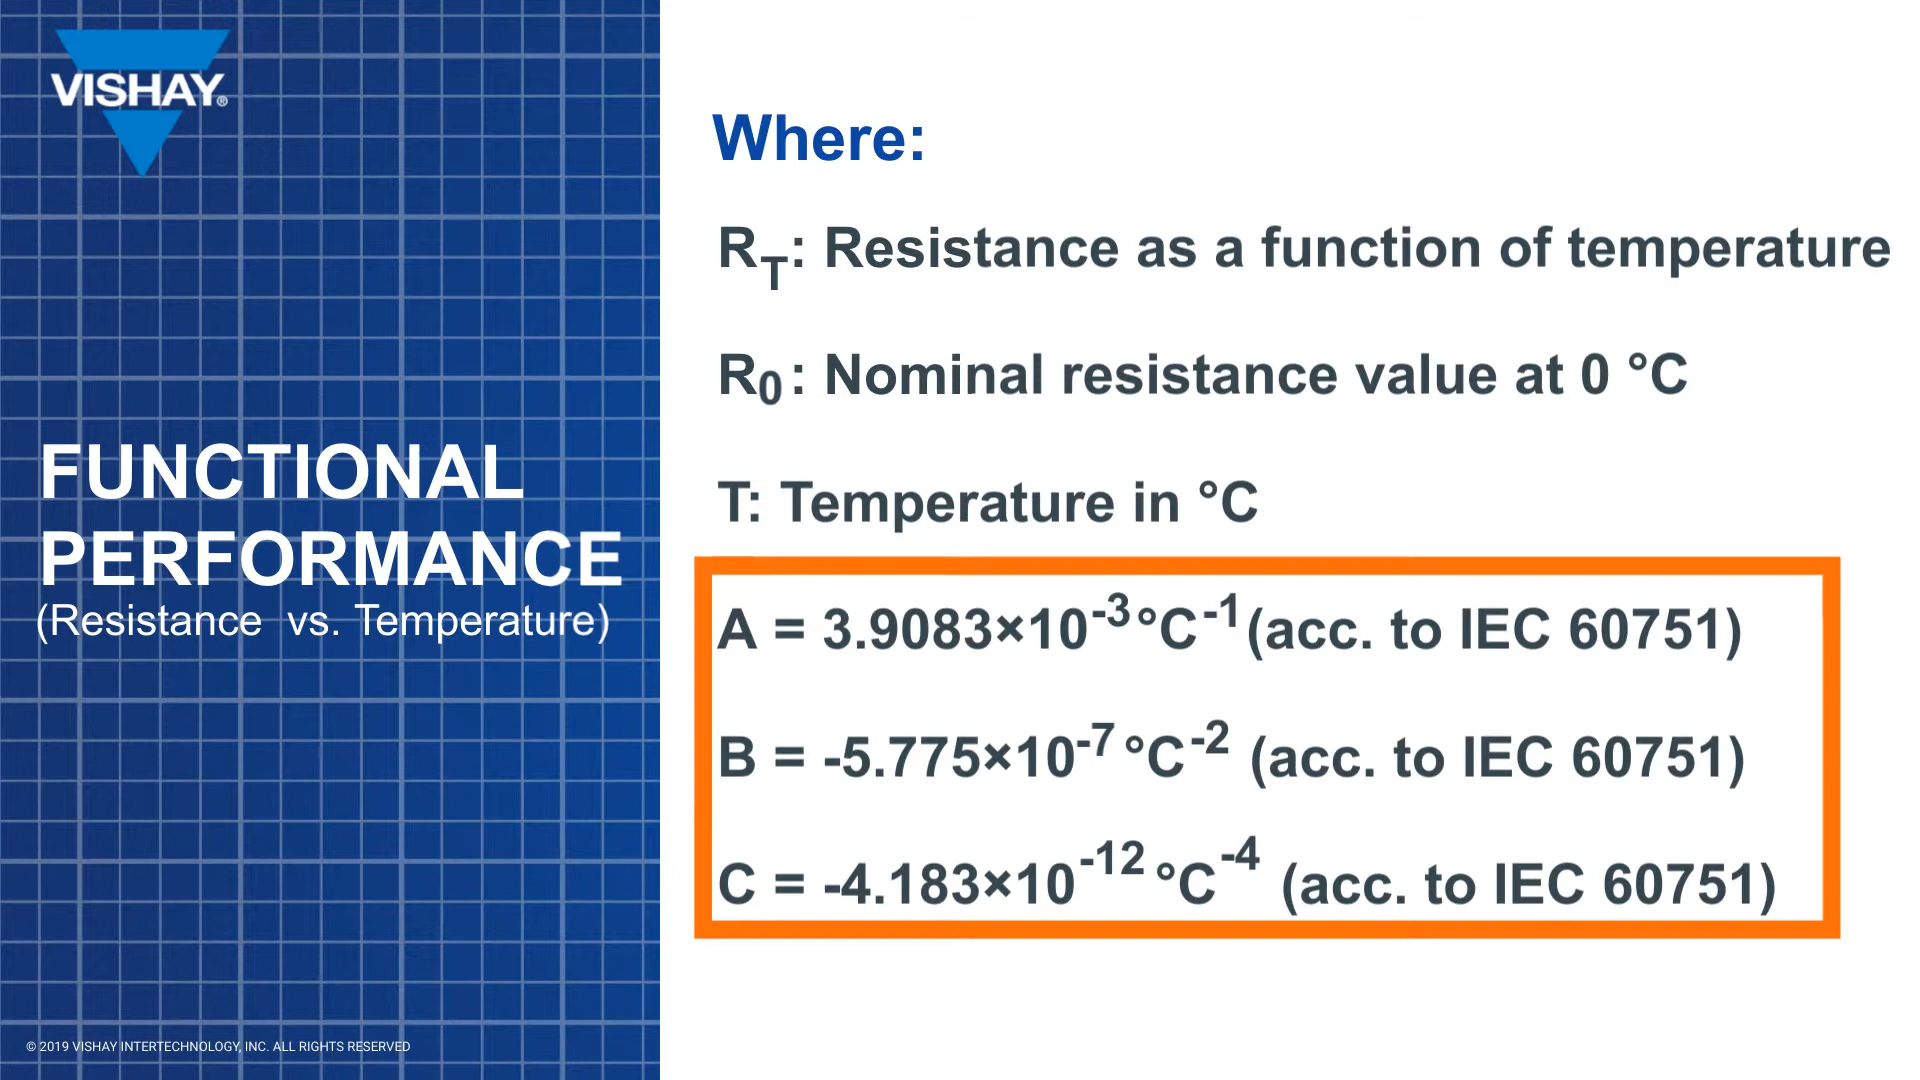 VISHAY®
FUNCTIONAL
PERFORMANCE
(Resistance vs. Temperature)
© 2019 VISHAY INTERTECHNOLOGY, INC. ALL RIGHTS RESERVED
Where:
R_T: Resistance as a function of temperature
R₀: Nominal resistance value at 0 °C
T: Temperature in °C
A = 3.9083×10⁻³°C⁻¹(acc. to IEC 60751)
B = -5.775×10⁻⁷°C⁻² (acc. to IEC 60751)
C = -4.183×10⁻¹²°C⁻⁴ (acc. to IEC 60751)